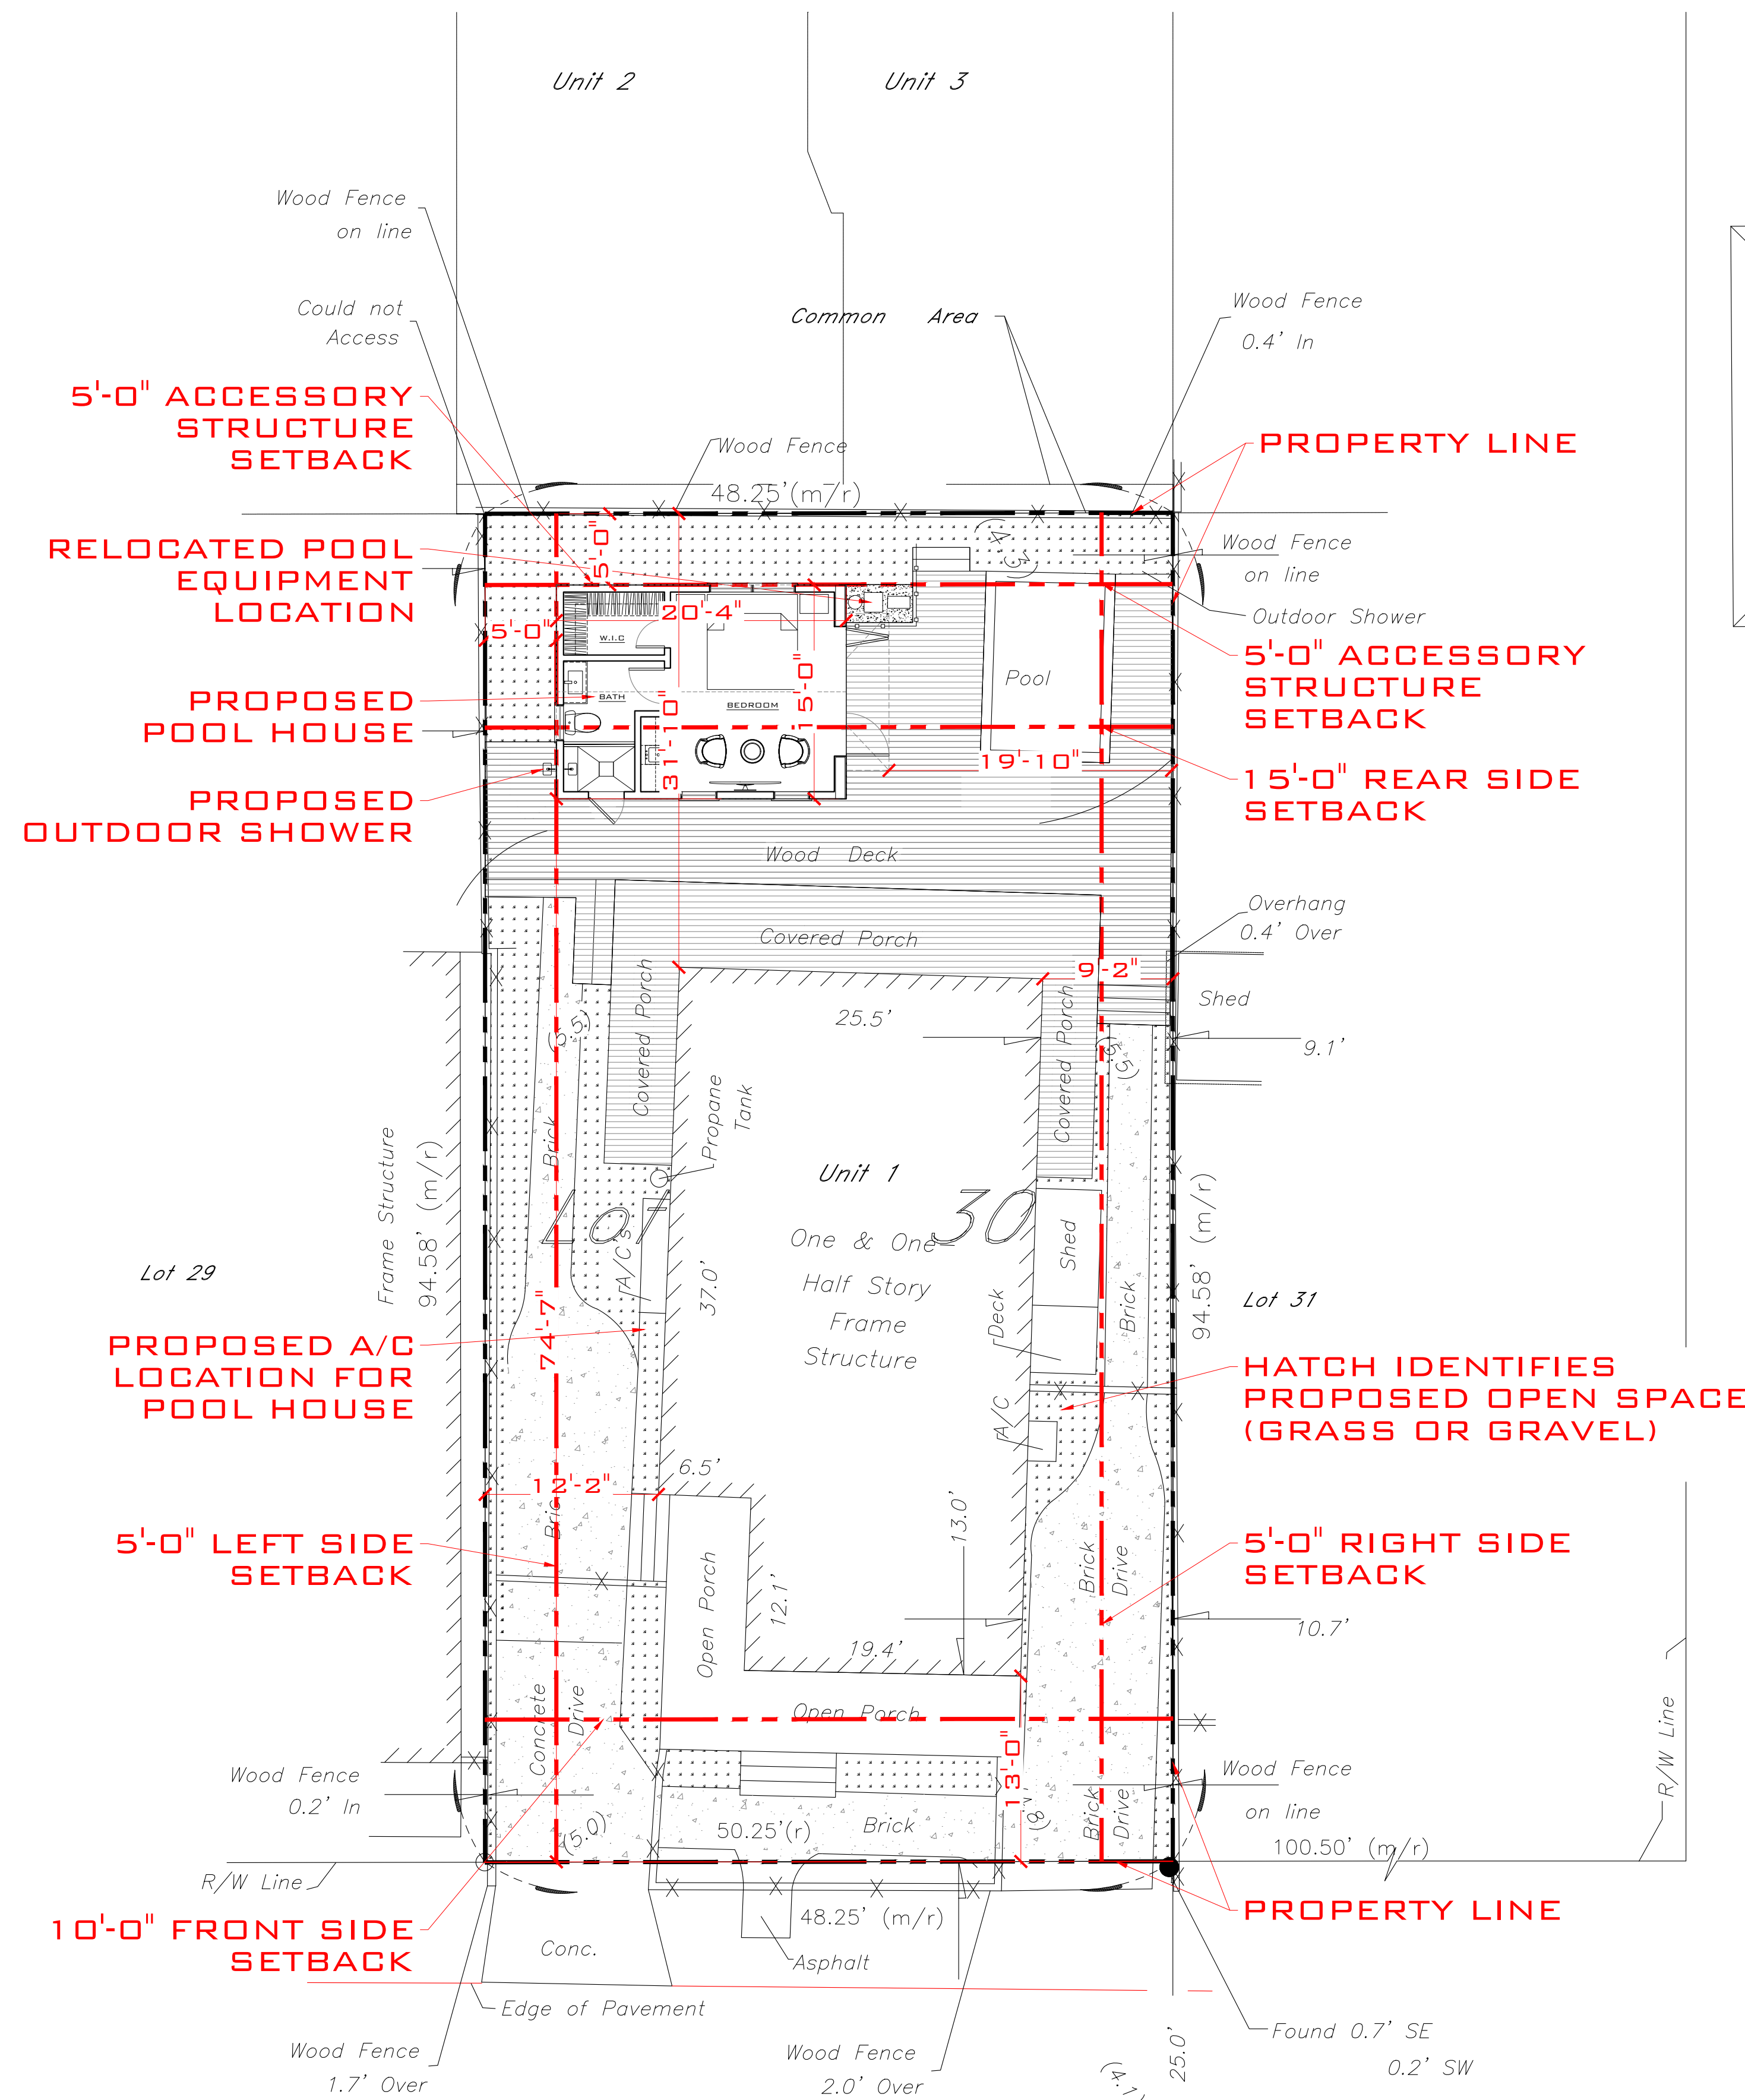 Unit 2
Unit 3
Wood Fence
on line
Could not
Access
Common Area
Wood Fence
0.4' In
5'-0" ACCESSORY
STRUCTURE
SETBACK
Wood Fence
48.25'(m/r)
PROPERTY LINE
RELOCATED POOL
EQUIPMENT
LOCATION
5'-0"
Wood Fence
on line
Outdoor Shower
20'-4"
5'-0"
W.I.C
Pool
5'-0" ACCESSORY
STRUCTURE
SETBACK
PROPOSED
POOL HOUSE
BATH
BEDROOM
15'-0"
31'-10"
19'-10"
15'-0" REAR SIDE
SETBACK
PROPOSED
OUTDOOR SHOWER
Wood Deck
Covered Porch
Overhang
0.4' Over
9'-2"
Shed
Covered Porch
Covered Porch
25.5'
9.1'
(5.5)
(5.5)
Brick
Propane
Tank
Unit 1
Lot
30
One & One-
Half Story
Frame
Structure
Frame Structure
94.58' (m/r)
94.58' (m/r)
A/C's
37.0'
Shed
Deck
Brick
Lot 29
Lot 31
74'-7"
PROPOSED A/C
LOCATION FOR
POOL HOUSE
HATCH IDENTIFIES
PROPOSED OPEN SPACE
(GRASS OR GRAVEL)
A/C
6.5'
12'-2"
13.0'
5'-0" LEFT SIDE
SETBACK
5'-0" RIGHT SIDE
SETBACK
Brick
Drive
Open Porch
12.1'
19.4'
10.7'
Concrete
Drive
Open Porch
13'-0"
R/W Line
Wood Fence
0.2' In
Wood Fence
on line
(5.0)
50.25'(r)
Brick
Brick
Drive
100.50' (m/r)
R/W Line
10'-0" FRONT SIDE
SETBACK
48.25' (m/r)
PROPERTY LINE
Conc.
Asphalt
Edge of Pavement
Wood Fence
1.7' Over
Wood Fence
2.0' Over
25.0'
Found 0.7' SE
0.2' SW